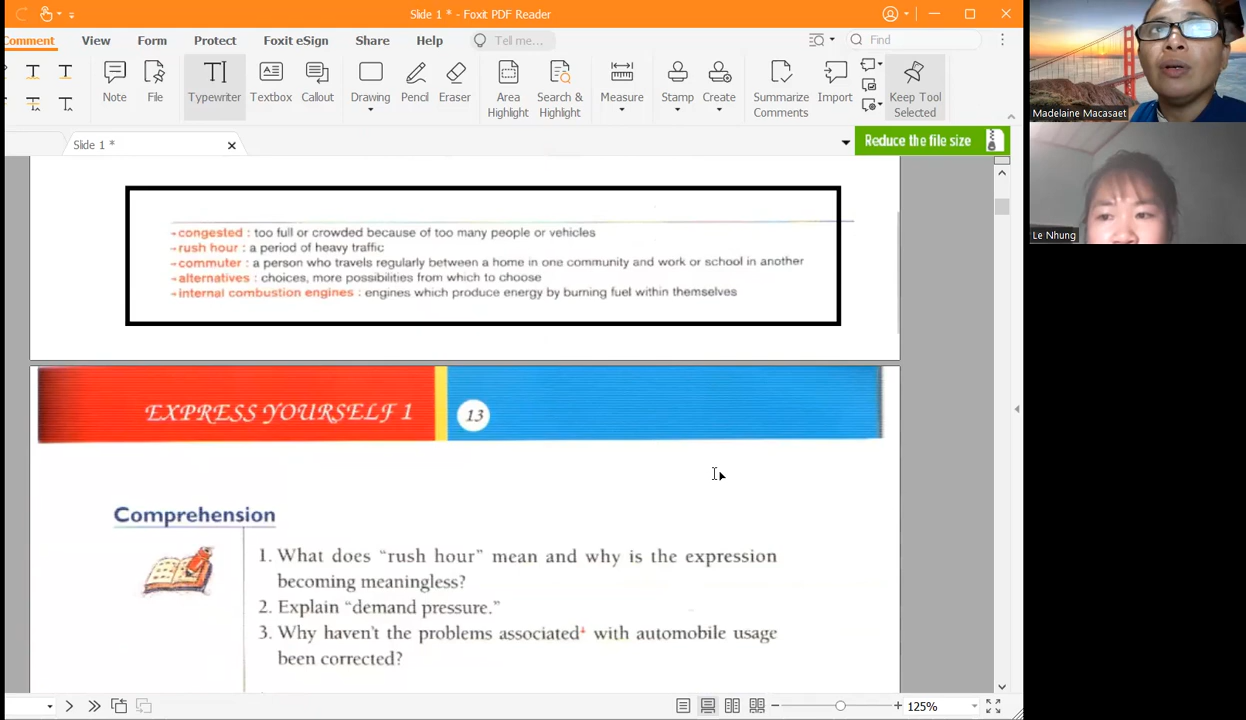 Slide 1 * - Foxit PDF Reader
Comment View Form Protect Foxit eSign Share Help Tell me... Find
Note File Typewriter Textbox Callout Drawing Pencil Eraser Area Highlight Search & Highlight Measure Stamp Create Summarize Comments Import Keep Tool Selected
Slide 1 *
Reduce the file size
congested : too full or crowded because of too many people or vehicles
rush hour : a period of heavy traffic
commuter : a person who travels regularly between a home in one community and work or school in another
alternatives : choices, more possibilities from which to choose
internal combustion engines : engines which produce energy by burning fuel within themselves
EXPRESS YOURSELF 1
13
Comprehension
1. What does "rush hour" mean and why is the expression
becoming meaningless?
2. Explain "demand pressure."
3. Why haven't the problems associated with automobile usage
been corrected?
125%
Madelaine Macasaet
Le Nhung